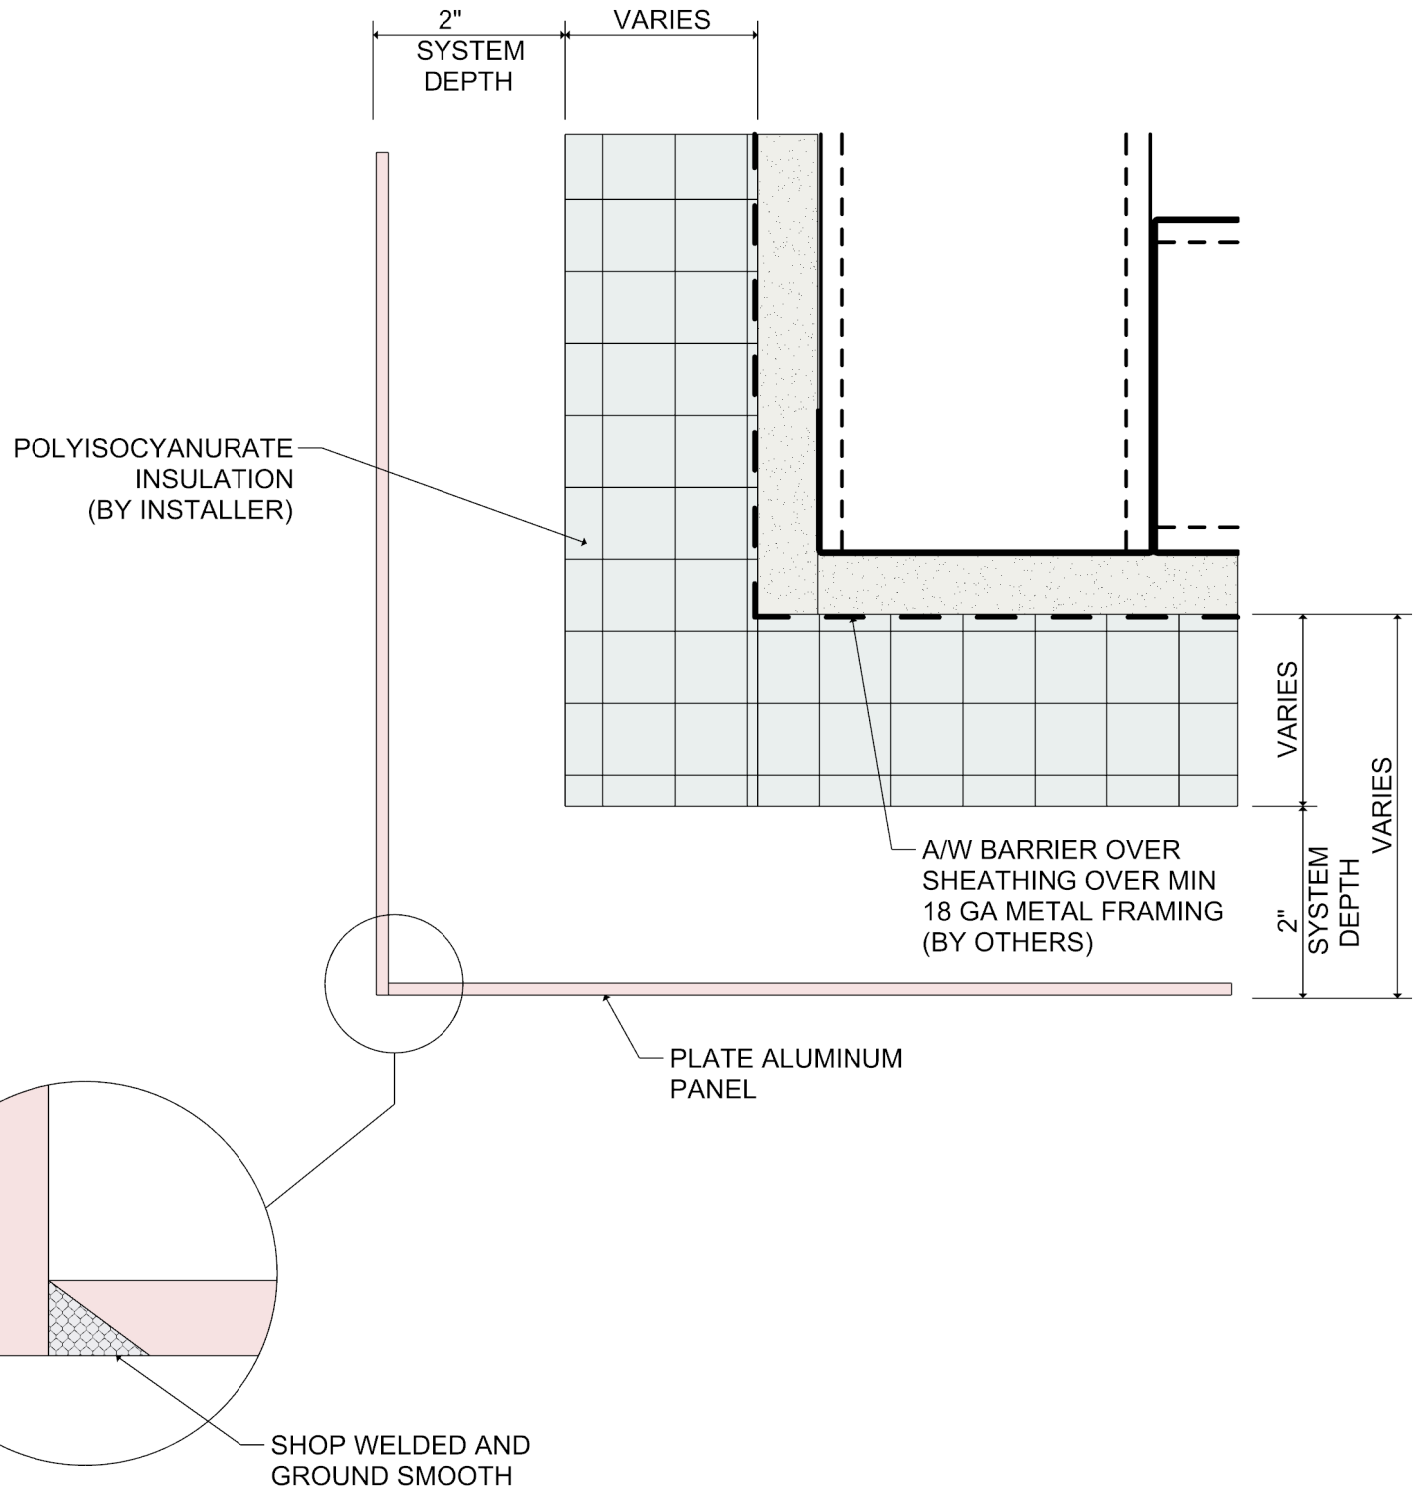 2"
SYSTEM
DEPTH
VARIES
POLYISOCYANURATE
INSULATION
(BY INSTALLER)
VARIES
VARIES
2"
SYSTEM
DEPTH
A/W BARRIER OVER
SHEATHING OVER MIN
18 GA METAL FRAMING
(BY OTHERS)
PLATE ALUMINUM
PANEL
SHOP WELDED AND
GROUND SMOOTH